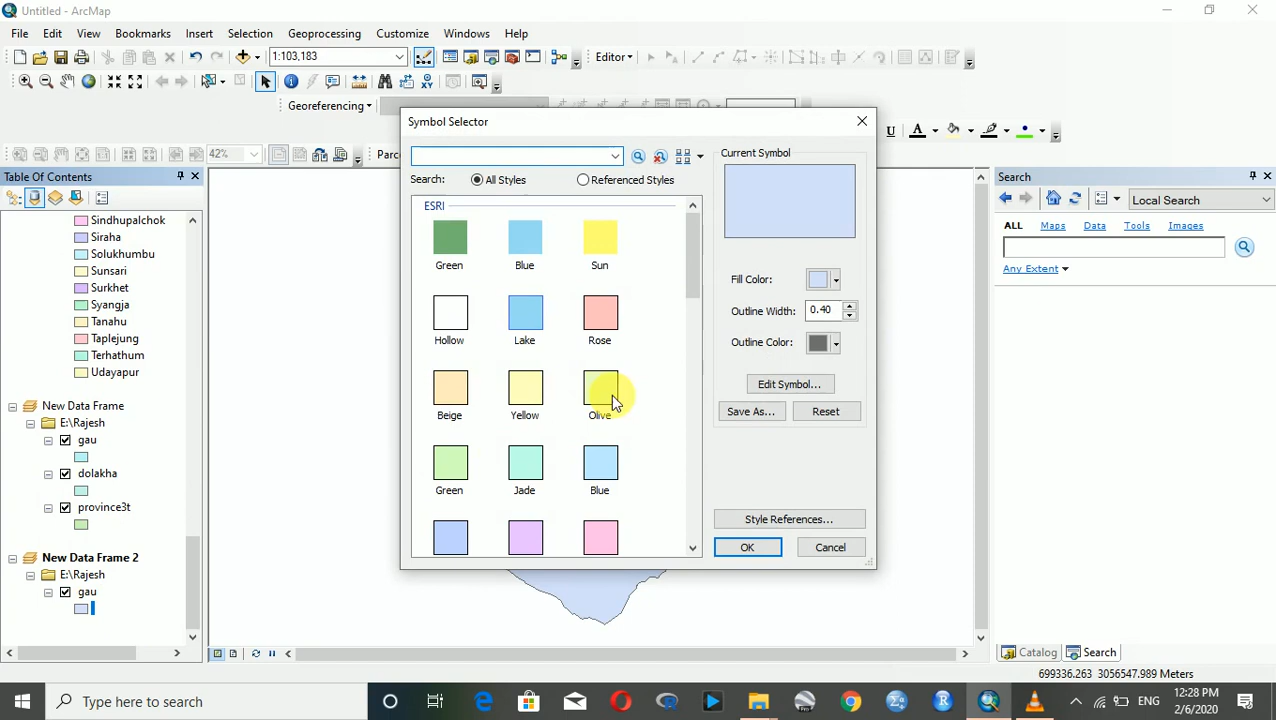 Untitled - ArcMap
File Edit View Bookmarks Insert Selection Geoprocessing Customize Windows Help
1:103,183
Editor
Georeferencing
U A
42% Parc
Table Of Contents
Sindhupalchok
Siraha
Solukhumbu
Sunsari
Surkhet
Syangja
Tanahu
Taplejung
Terhathum
Udayapur
New Data Frame
E:\Rajesh
gau
dolakha
province3t
New Data Frame 2
E:\Rajesh
gau
Symbol Selector
Search: All Styles Referenced Styles
ESRI
Green Blue Sun
Hollow Lake Rose
Beige Yellow Olive
Green Jade Blue
Current Symbol
Fill Color:
Outline Width: 0.40
Outline Color:
Edit Symbol...
Save As... Reset
Style References...
OK Cancel
Search
Local Search
ALL Maps Data Tools Images
Any Extent
Catalog Search
699336.263 3056547.989 Meters
Type here to search
R
ENG
12:28 PM
2/6/2020